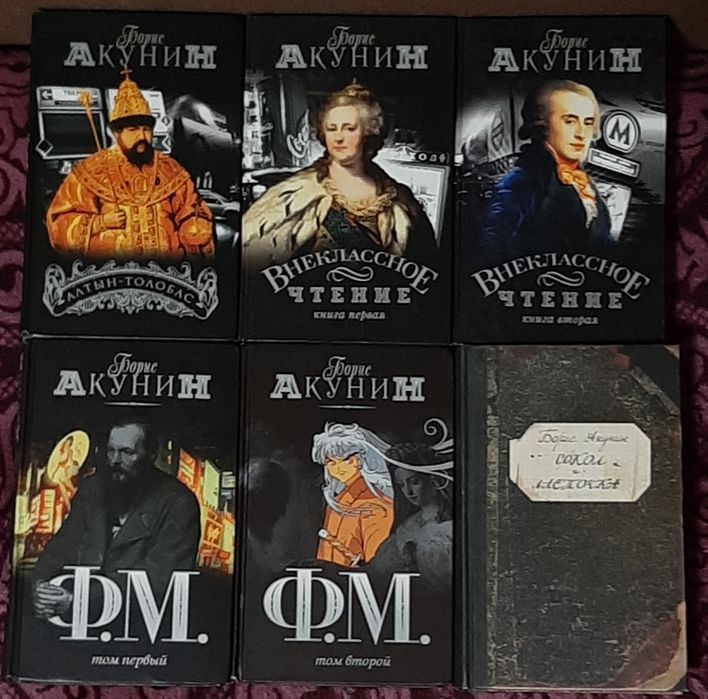 Борис
АКУНИН
АЛТЫН-ТОЛОБАС
Борис
АКУНИН
ВНЕКЛАССНОЕ
ЧТЕНИЕ
книга первая
Борис
АКУНИН
М
ВНЕКЛАССНОЕ
ЧТЕНИЕ
книга вторая
Борис
АКУНИН
Ф.М.
том первый
Борис
АКУНИН
Ф.М.
том второй
Борис Акунин
"СОКОЛ
и
ЛАСТОЧКА